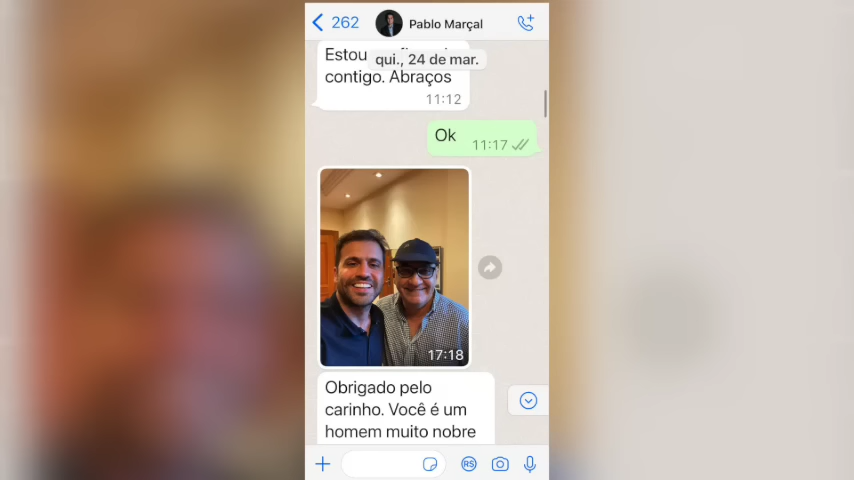 262
Pablo Marçal
Estou
qui., 24 de mar.
contigo. Abraços
11:12
Ok
11:17
17:18
Obrigado pelo
carinho. Você é um
homem muito nobre
R$